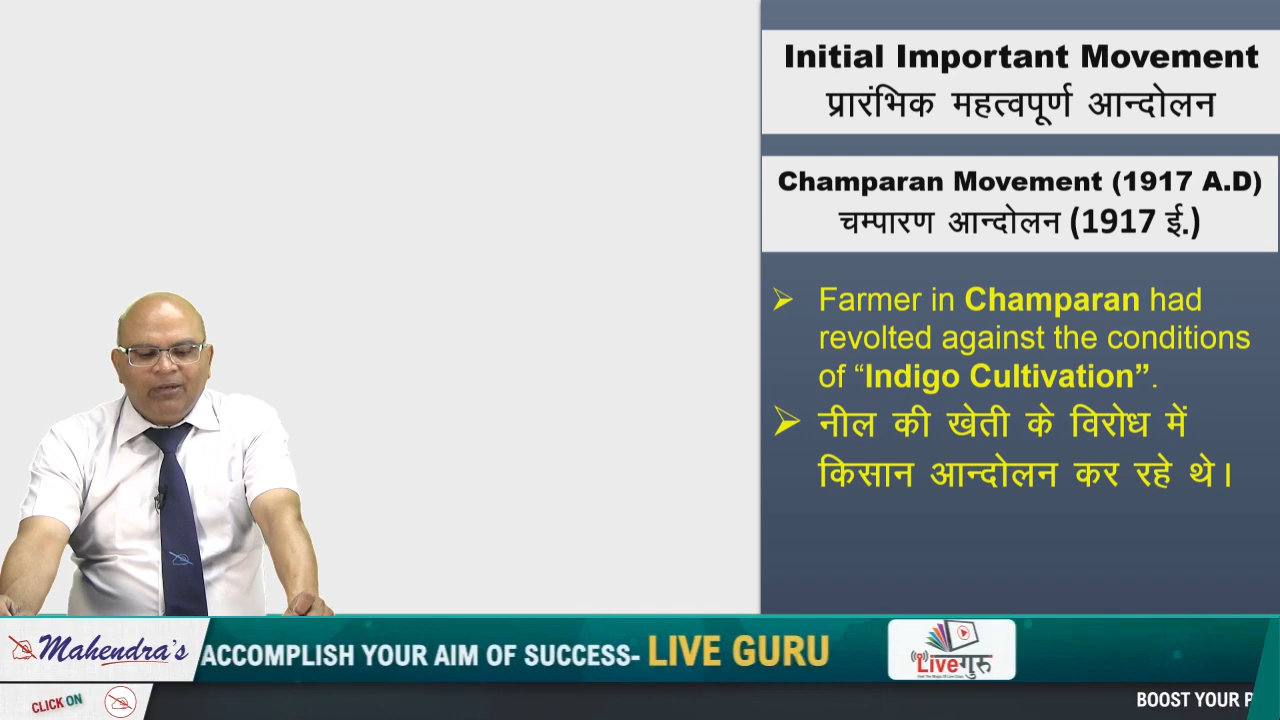 Initial Important Movement
प्रारंभिक महत्वपूर्ण आन्दोलन
Champaran Movement (1917 A.D)
चम्पारण आन्दोलन (1917 ई.)
➢ Farmer in Champaran had
revolted against the conditions
of “Indigo Cultivation”.
➢ नील की खेती के विरोध में
किसान आन्दोलन कर रहे थे।
Mahendra's
ACCOMPLISH YOUR AIM OF SUCCESS- LIVE GURU
Live गुरु
CLICK ON
BOOST YOUR P